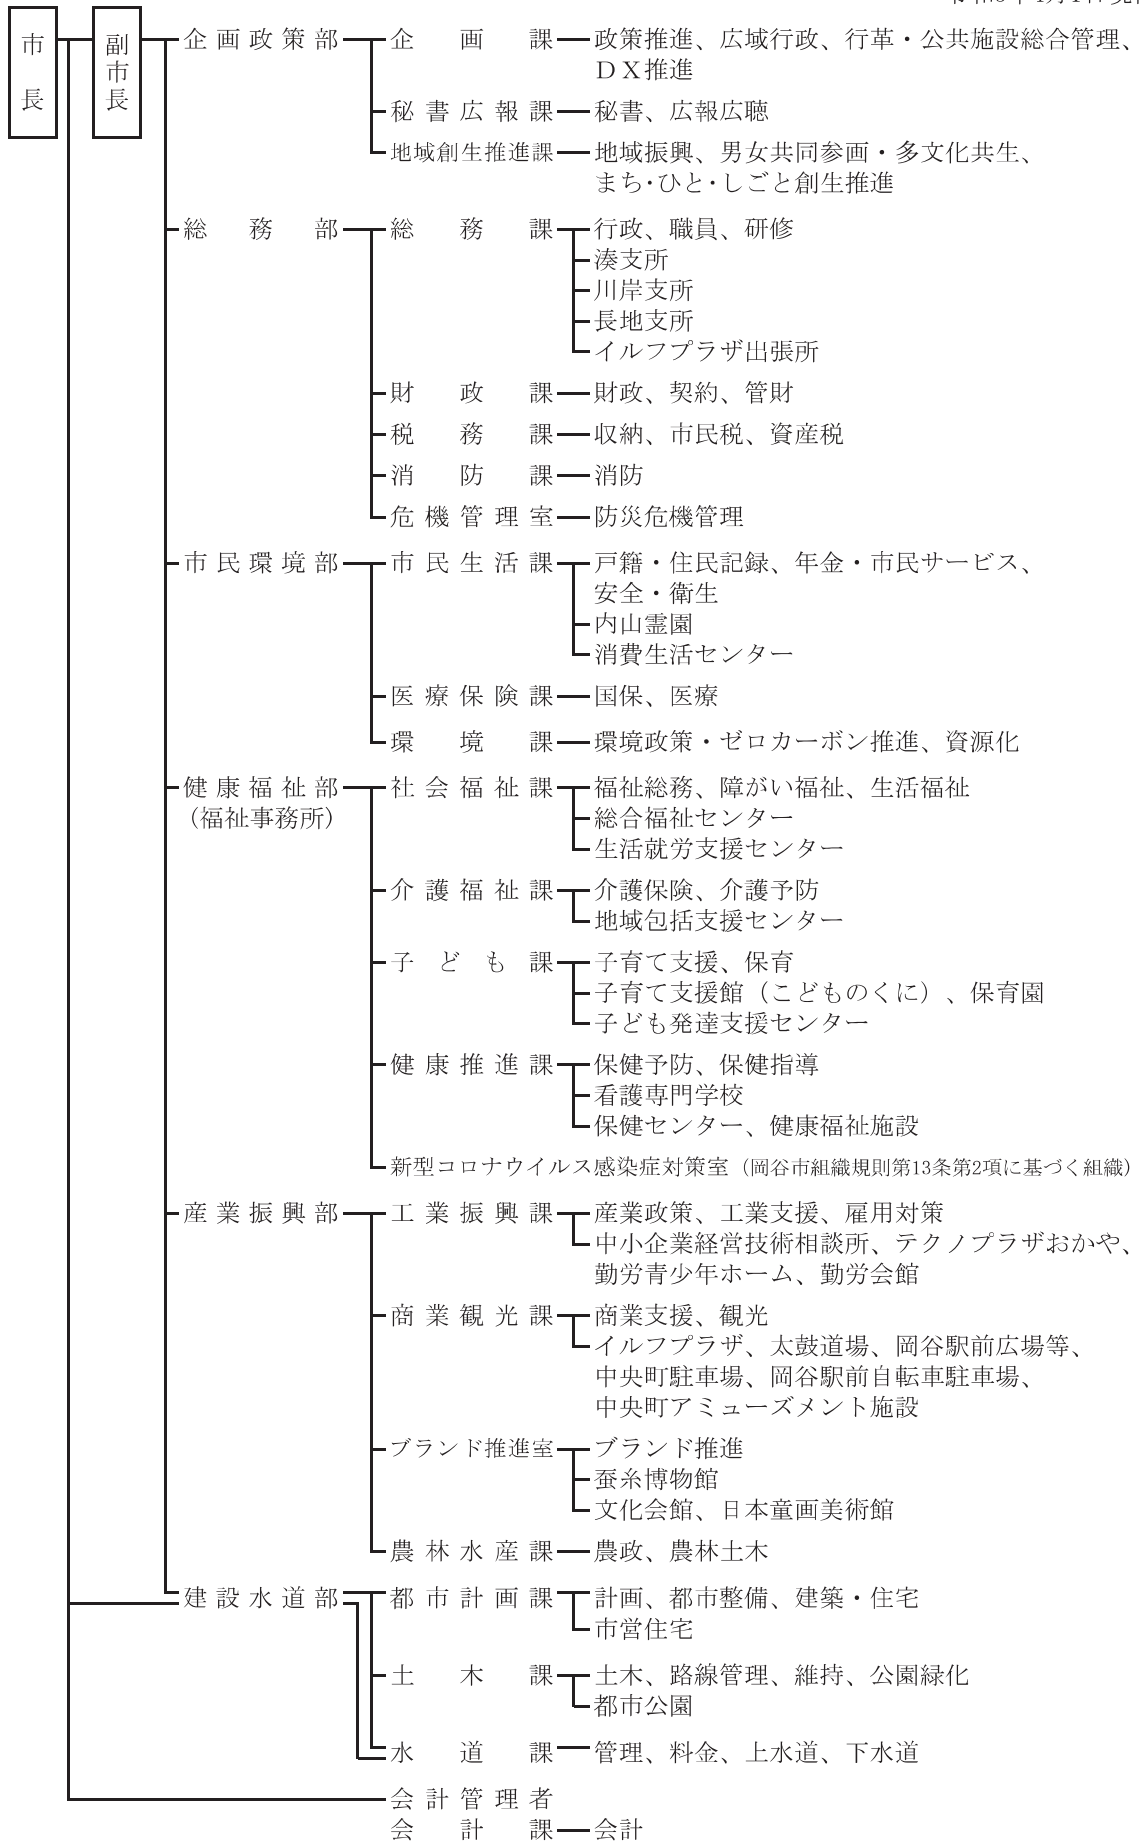 市長
副市長
企画政策部 企画課 政策推進、広域行政、行革・公共施設総合管理、
ＤＸ推進
秘書広報課 秘書、広報広聴
地域創生推進課 地域振興、男女共同参画・多文化共生、
まち・ひと・しごと創生推進
総務部 総務課 行政、職員、研修
湊支所
川岸支所
長地支所
イルフプラザ出張所
財政課 財政、契約、管財
税務課 収納、市民税、資産税
消防課 消防
危機管理室 防災危機管理
市民環境部 市民生活課 戸籍・住民記録、年金・市民サービス、
安全・衛生
内山霊園
消費生活センター
医療保険課 国保、医療
環境課 環境政策・ゼロカーボン推進、資源化
健康福祉部 社会福祉課 福祉総務、障がい福祉、生活福祉
（福祉事務所） 総合福祉センター
生活就労支援センター
介護福祉課 介護保険、介護予防
地域包括支援センター
子ども課 子育て支援、保育
子育て支援館（こどものくに）、保育園
子ども発達支援センター
健康推進課 保健予防、保健指導
看護専門学校
保健センター、健康福祉施設
新型コロナウイルス感染症対策室（岡谷市組織規則第13条第2項に基づく組織）
産業振興部 工業振興課 産業政策、工業支援、雇用対策
中小企業経営技術相談所、テクノプラザおかや、
勤労青少年ホーム、勤労会館
商業観光課 商業支援、観光
イルフプラザ、太鼓道場、岡谷駅前広場等、
中央町駐車場、岡谷駅前自転車駐車場、
中央町アミューズメント施設
ブランド推進室 ブランド推進
蚕糸博物館
文化会館、日本童画美術館
農林水産課 農政、農林土木
建設水道部 都市計画課 計画、都市整備、建築・住宅
市営住宅
土木課 土木、路線管理、維持、公園緑化
都市公園
水道課 管理、料金、上水道、下水道
会計管理者
会計課 会計